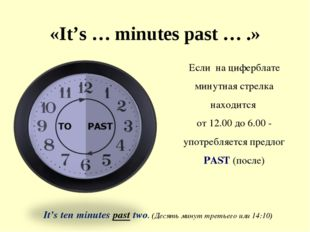 «It’s … minutes past … .»
Если на циферблате
минутная стрелка
находится
от 12.00 до 6.00 -
употребляется предлог
PAST (после)
12
11 1
10 2
TO PAST
9 3
8 4
7 5
6
It’s ten minutes past two. (Десять минут третьего или 14:10)